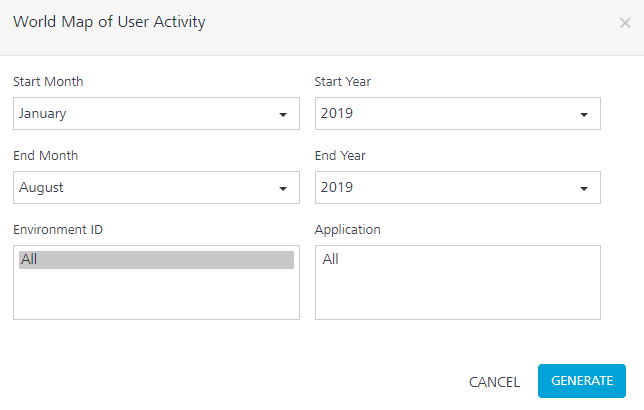 World Map of User Activity
×
Start Month
Start Year
January
2019
End Month
End Year
August
2019
Environment ID
Application
All
All
CANCEL
GENERATE